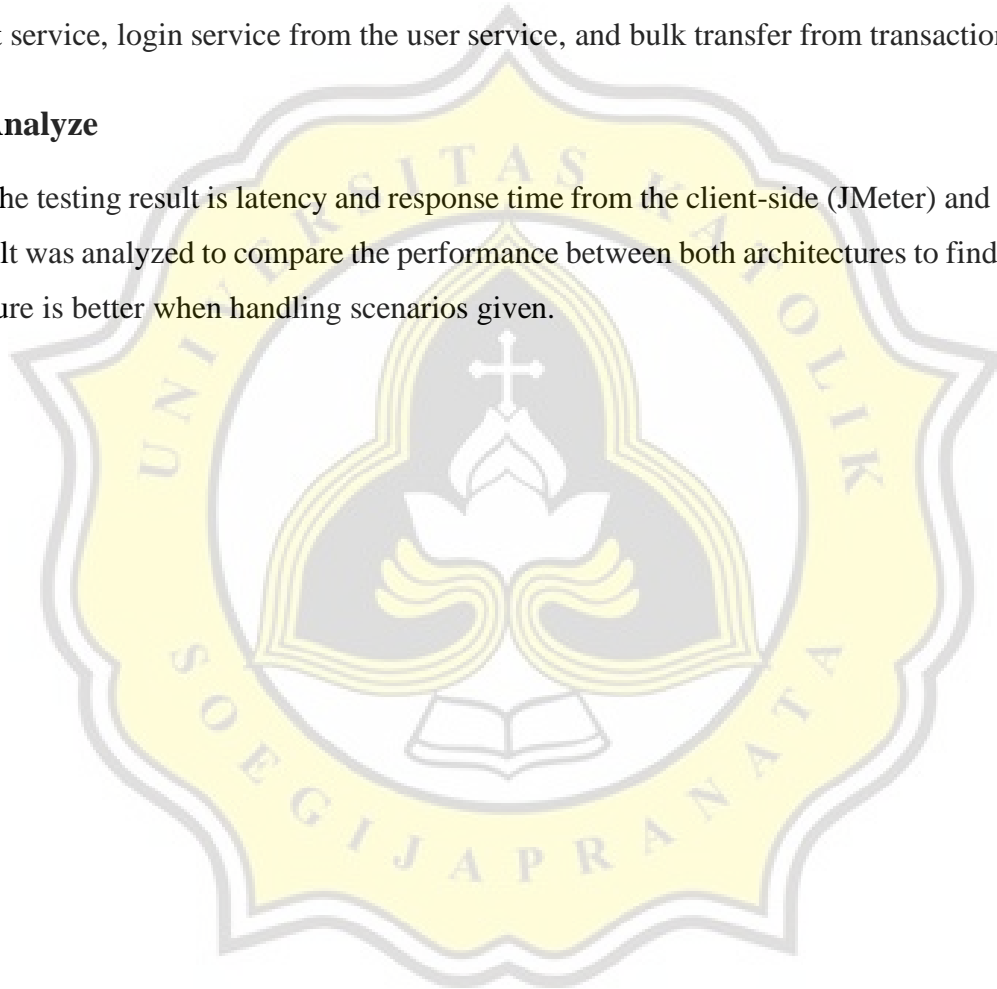 t service, login service from the user service, and bulk transfer from transaction
Analyze
he testing result is latency and response time from the client-side (JMeter) and
lt was analyzed to compare the performance between both architectures to find
ure is better when handling scenarios given.
UNIVERSITAS KATOLIK
SOEGIJAPRANATA